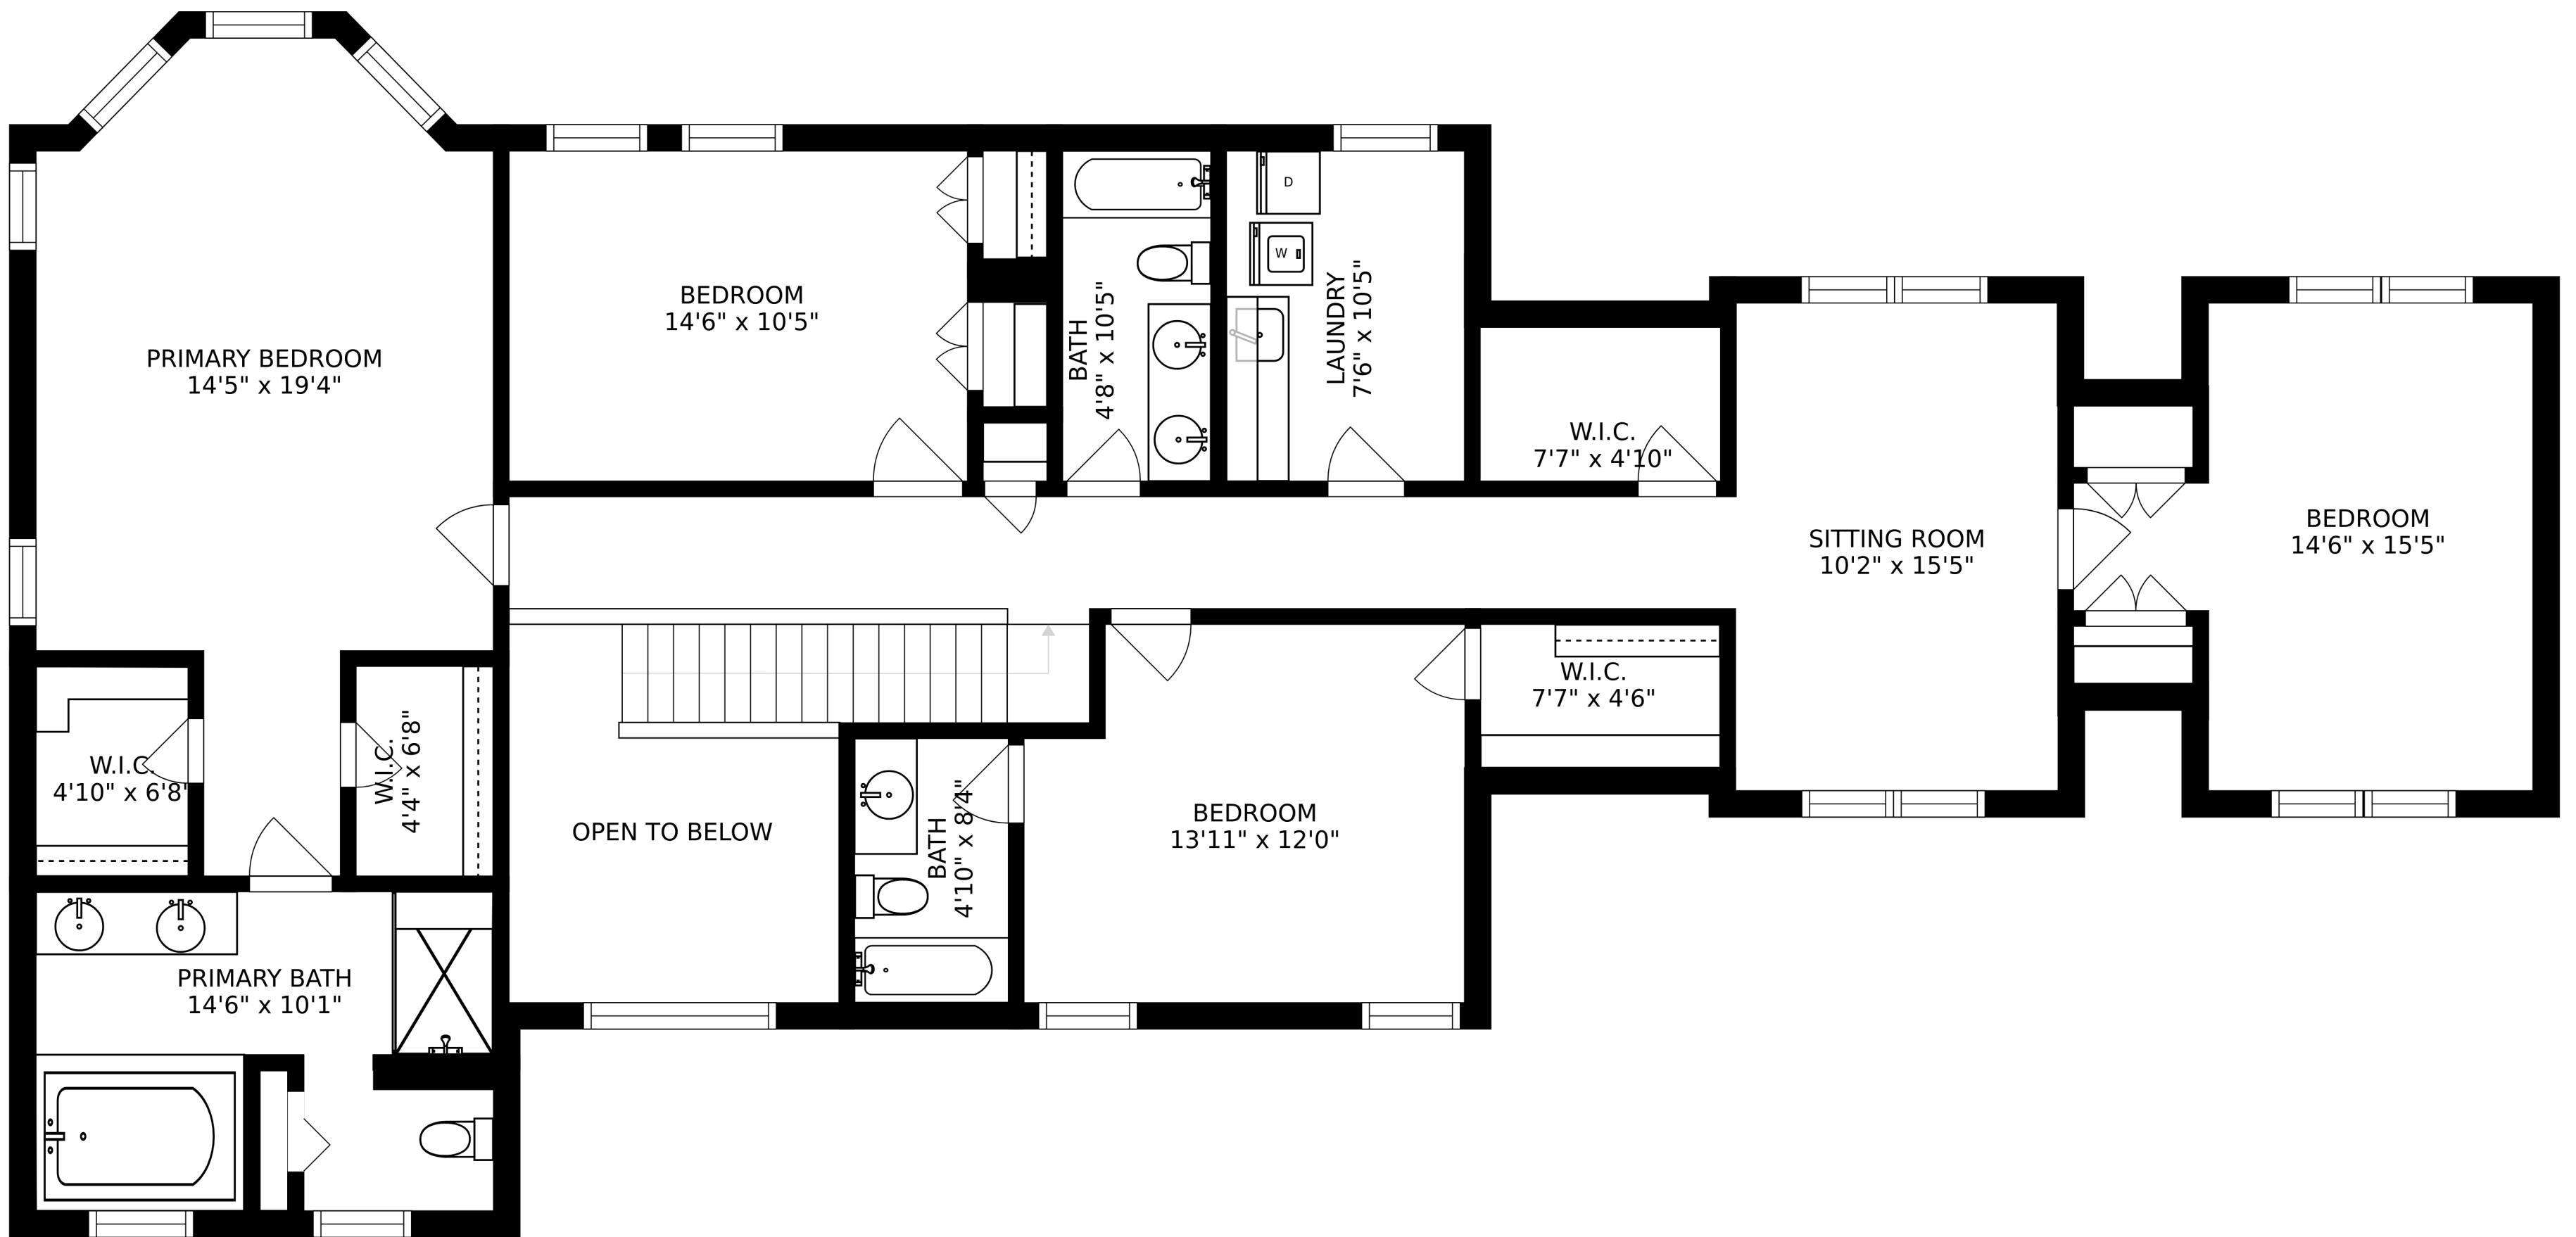 PRIMARY BEDROOM
14'5" x 19'4"
BEDROOM
14'6" x 10'5"
BATH
4'8" x 10'5"
D
W
LAUNDRY
7'6" x 10'5"
W.I.C.
7'7" x 4'10"
SITTING ROOM
10'2" x 15'5"
BEDROOM
14'6" x 15'5"
W.I.C.
4'10" x 6'8"
W.I.C.
4'4" x 6'8"
OPEN TO BELOW
BATH
4'10" x 8'4"
BEDROOM
13'11" x 12'0"
W.I.C.
7'7" x 4'6"
PRIMARY BATH
14'6" x 10'1"